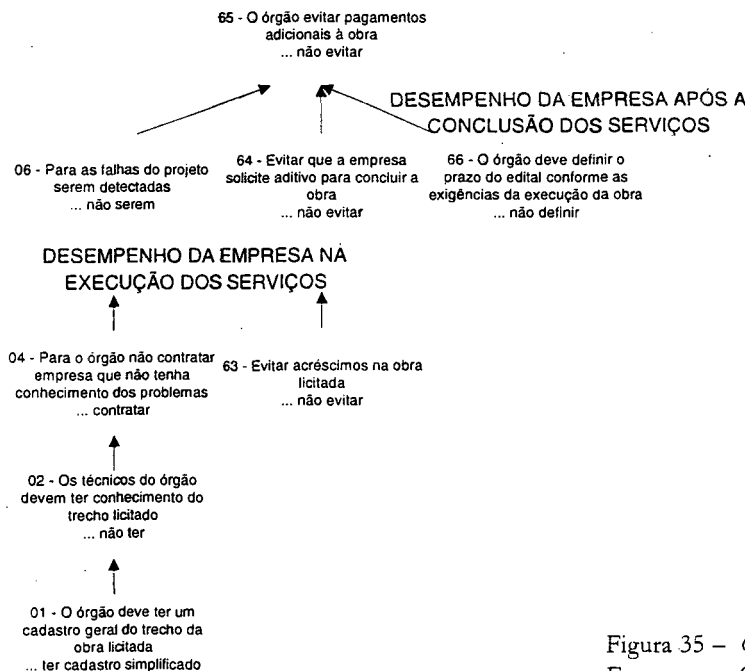 65 - O órgão evitar pagamentos
adicionais à obra
... não evitar
DESEMPENHO DA EMPRESA APÓS A
CONCLUSÃO DOS SERVIÇOS
06 - Para as falhas do projeto
serem detectadas
... não serem
64 - Evitar que a empresa
solicite aditivo para concluir a
obra
... não evitar
66 - O órgão deve definir o
prazo do edital conforme as
exigências da execução da obra
... não definir
DESEMPENHO DA EMPRESA NA
EXECUÇÃO DOS SERVIÇOS
04 - Para o órgão não contratar
empresa que não tenha
conhecimento dos problemas
... contratar
63 - Evitar acréscimos na obra
licitada
... não evitar
02 - Os técnicos do órgão
devem ter conhecimento do
trecho licitado
... não ter
01 - O órgão deve ter um
cadastro geral do trecho da
obra licitada
... ter cadastro simplificado
Figura 35 –